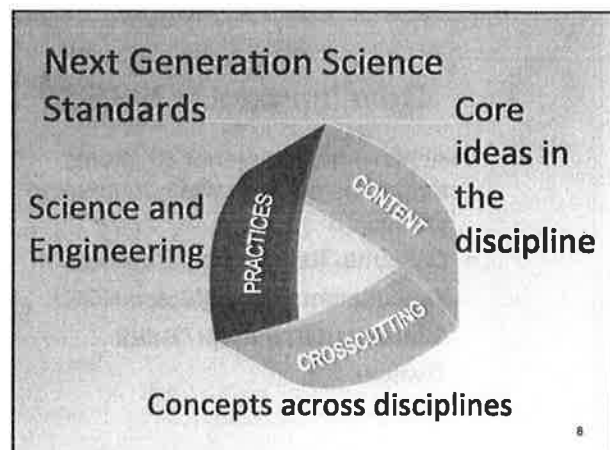 Next Generation Science
Standards
Core
ideas in
the
discipline
Science and
Engineering
PRACTICES
CONTENT
CROSSCUTTING
Concepts across disciplines
8